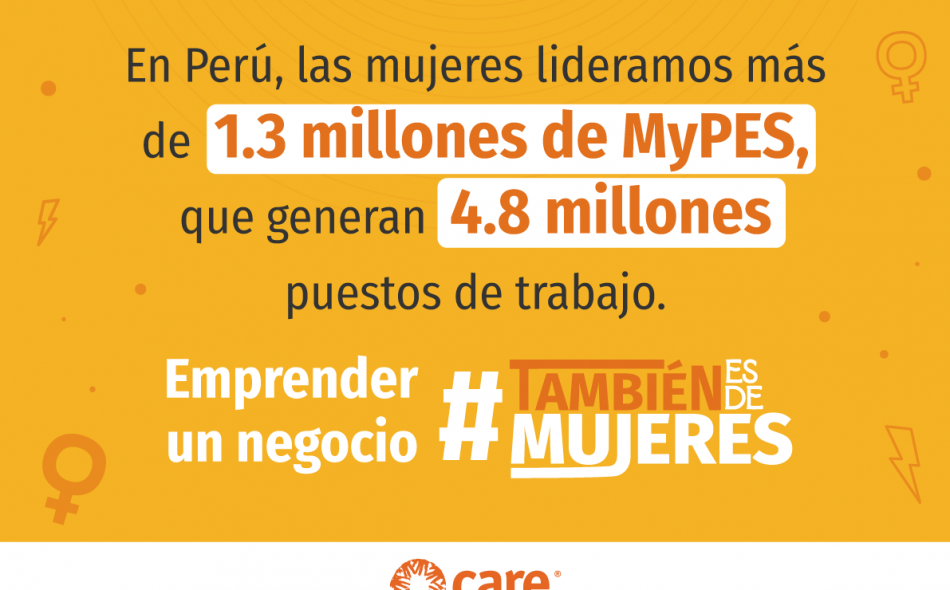 En Perú, las mujeres lideramos más
de 1.3 millones de MyPES,
que generan 4.8 millones
puestos de trabajo.
Emprender
un negocio
#TAMBIÉN ES DE
MUJERES
care®